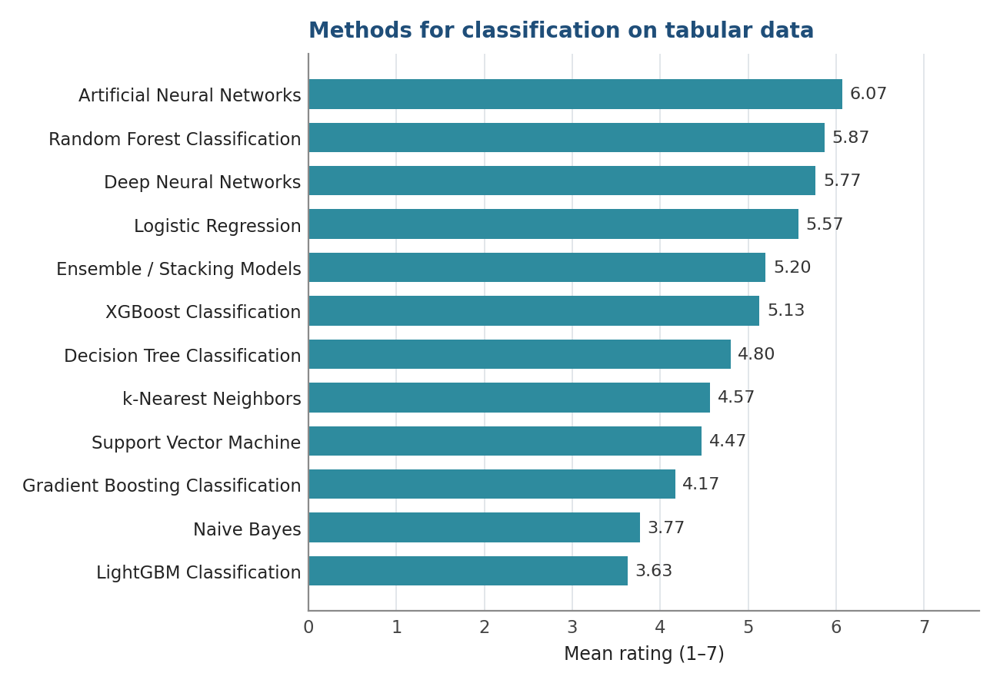 Methods for classification on tabular data
Artificial Neural Networks 6.07
Random Forest Classification 5.87
Deep Neural Networks 5.77
Logistic Regression 5.57
Ensemble / Stacking Models 5.20
XGBoost Classification 5.13
Decision Tree Classification 4.80
k-Nearest Neighbors 4.57
Support Vector Machine 4.47
Gradient Boosting Classification 4.17
Naive Bayes 3.77
LightGBM Classification 3.63
0 1 2 3 4 5 6 7
Mean rating (1–7)